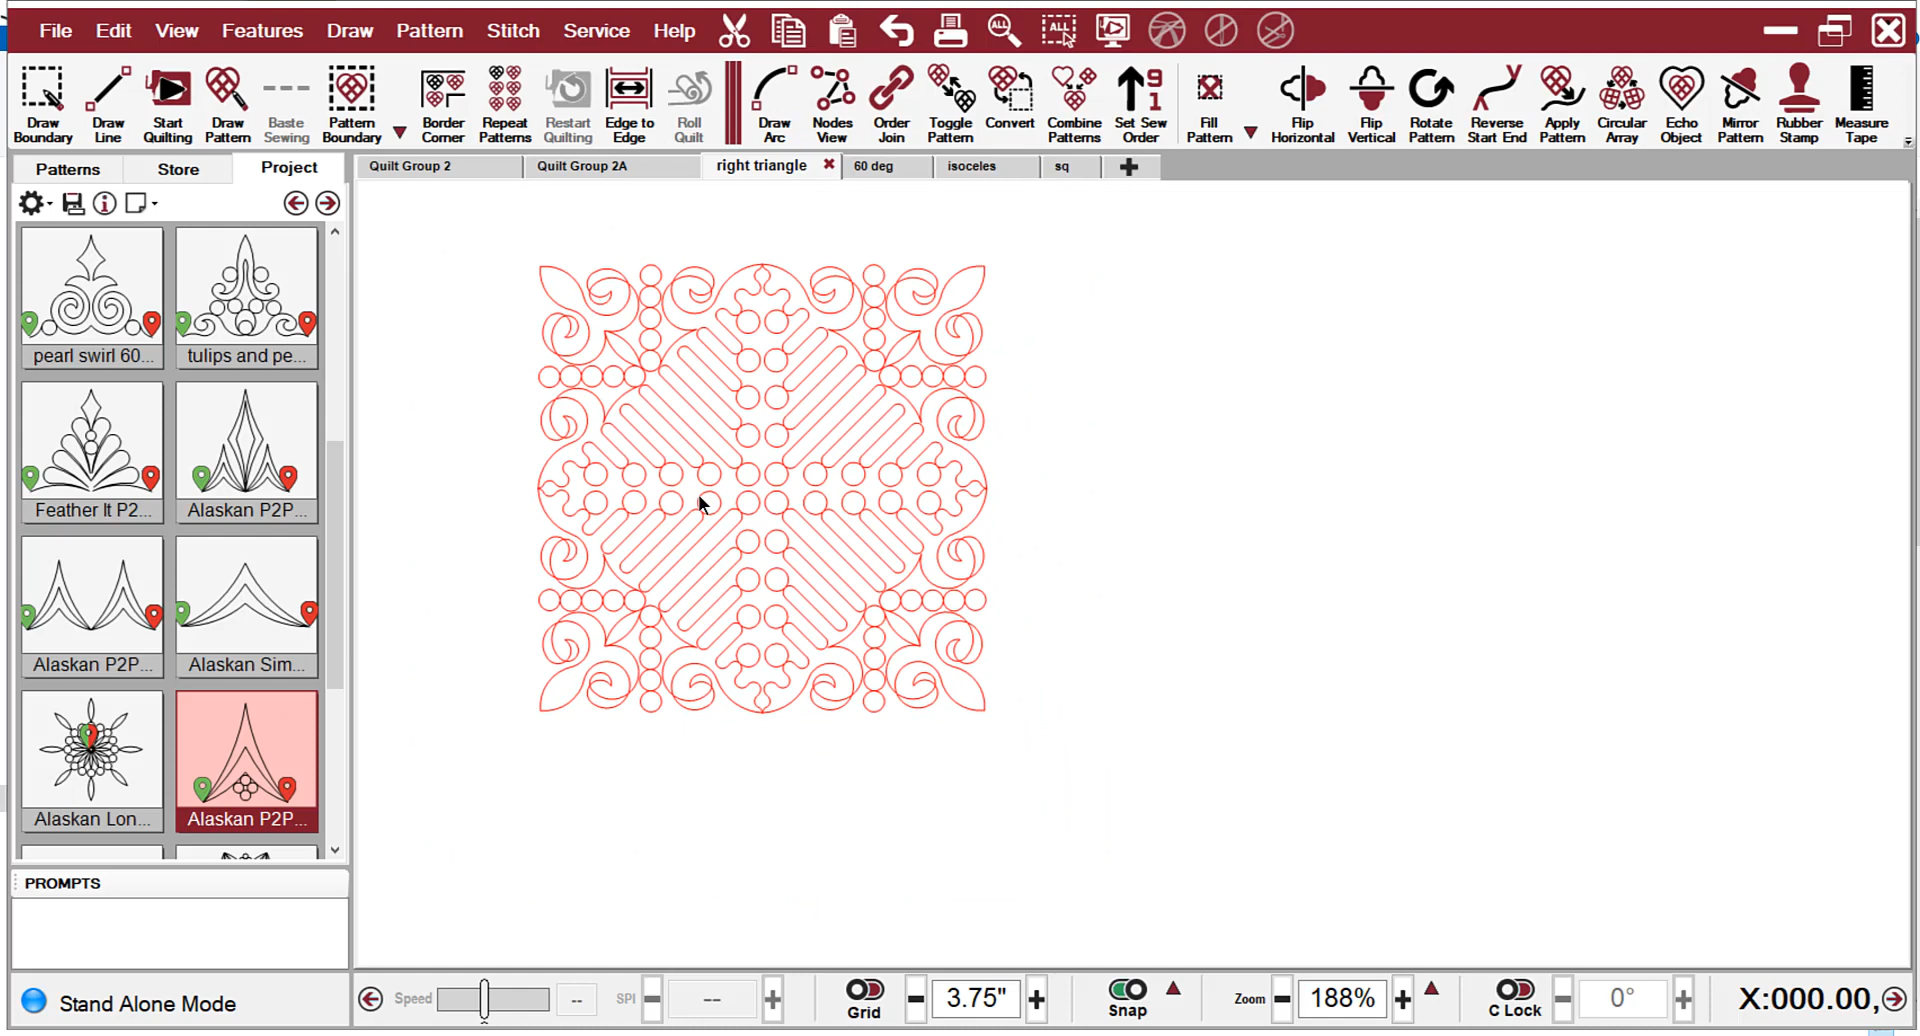 File Edit View Features Draw Pattern Stitch Service Help ALL ALL
Draw Boundary
Draw Line
Start Quilting
Draw Pattern
Baste Sewing
Pattern Boundary
Border Corner
Repeat Patterns
Restart Quilting
Edge to Edge
Roll Quilt
Draw Arc
Nodes View
Order Join
Toggle Pattern
Convert
Combine Patterns
9 1
Set Sew Order
Fill Pattern
Flip Horizontal
Flip Vertical
Rotate Pattern
Reverse Start End
Apply Pattern
Circular Array
Echo Object
Mirror Pattern
Rubber Stamp
Measure Tape
Patterns Store Project
Quilt Group 2 Quilt Group 2A right triangle 60 deg isoceles sq
pearl swirl 60... tulips and pe...
Feather It P2... Alaskan P2P...
Alaskan P2P... Alaskan Sim...
Alaskan Lon... Alaskan P2P...
PROMPTS
Stand Alone Mode
Speed -- SPI -- Grid 3.75" Snap Zoom 188% C Lock 0° X:000.00,